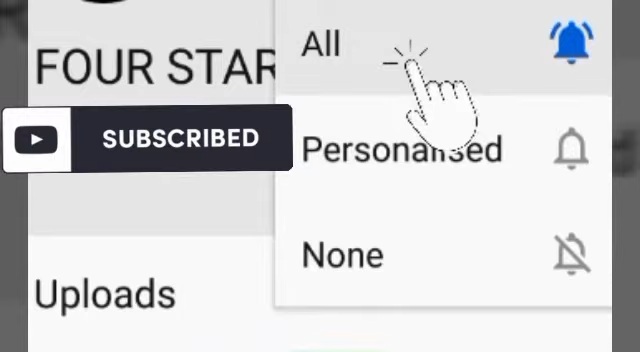 All
FOUR STAR
SUBSCRIBED
Personalised
None
Uploads